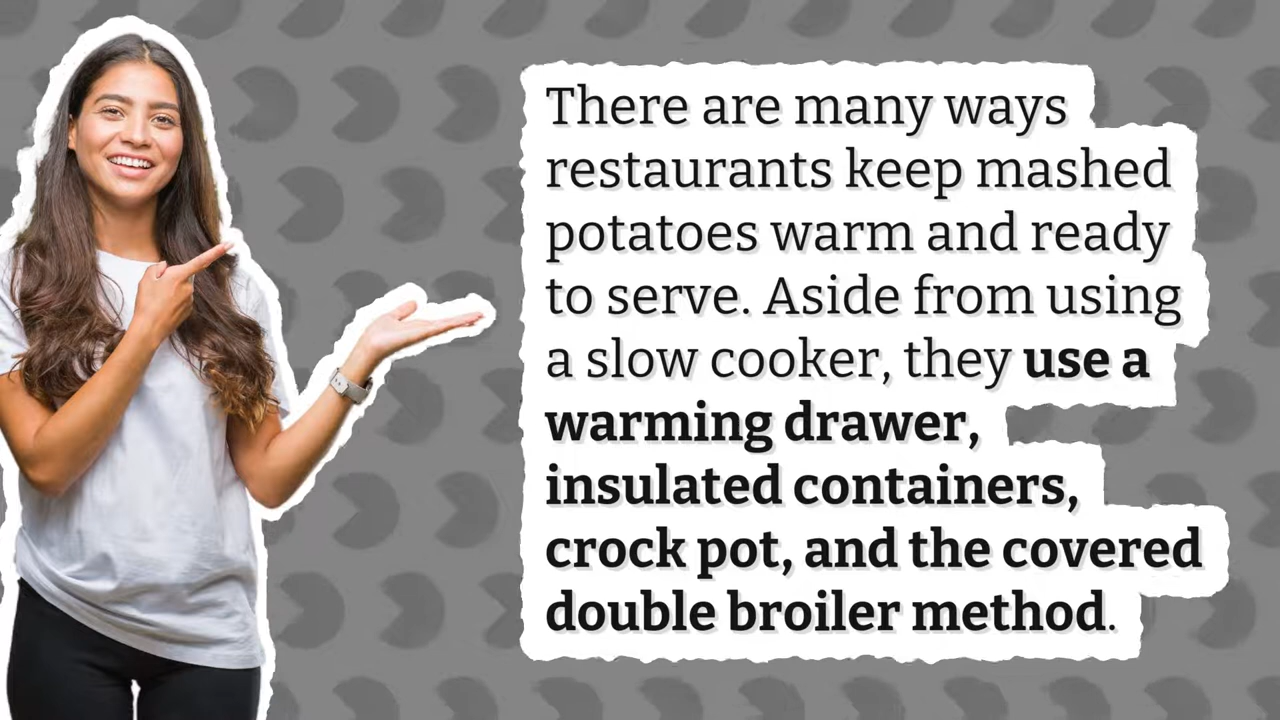 There are many ways
restaurants keep mashed
potatoes warm and ready
to serve. Aside from using
a slow cooker, they use a
warming drawer,
insulated containers,
crock pot, and the covered
double broiler method.